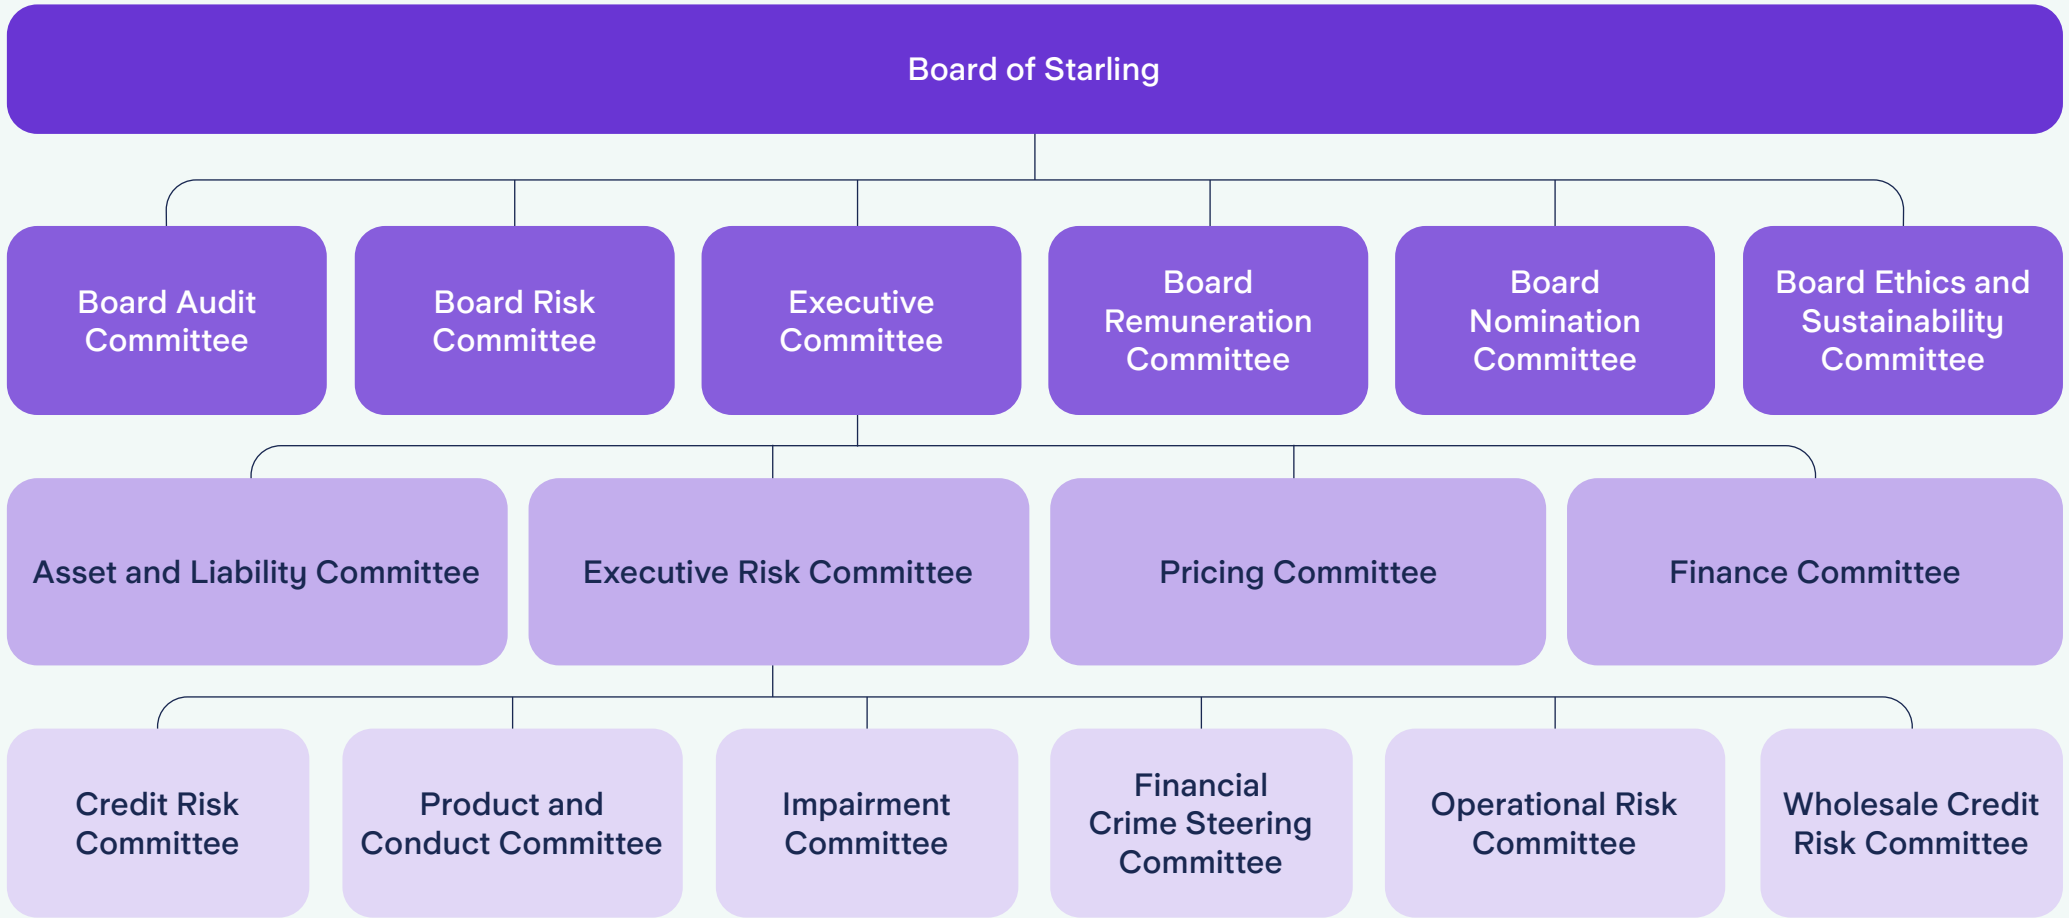 Board of Starling
Board Audit
Committee
Board Risk
Committee
Executive
Committee
Board
Remuneration
Committee
Board
Nomination
Committee
Board Ethics and
Sustainability
Committee
Asset and Liability Committee
Executive Risk Committee
Pricing Committee
Finance Committee
Credit Risk
Committee
Product and
Conduct Committee
Impairment
Committee
Financial
Crime Steering
Committee
Operational Risk
Committee
Wholesale Credit
Risk Committee